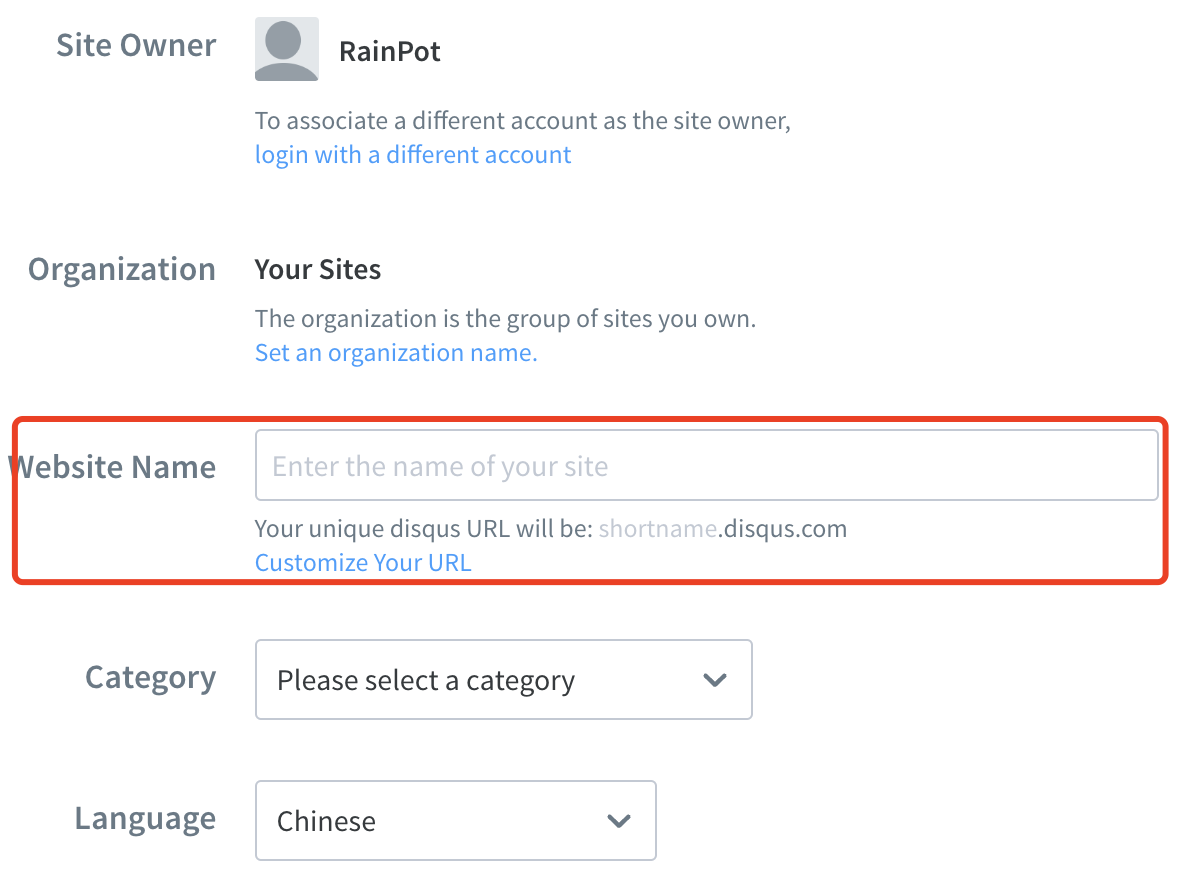 Site Owner
RainPot
To associate a different account as the site owner,
login with a different account
Organization
Your Sites
The organization is the group of sites you own.
Set an organization name.
Website Name
Enter the name of your site
Your unique disqus URL will be: shortname.disqus.com
Customize Your URL
Category
Please select a category
Language
Chinese